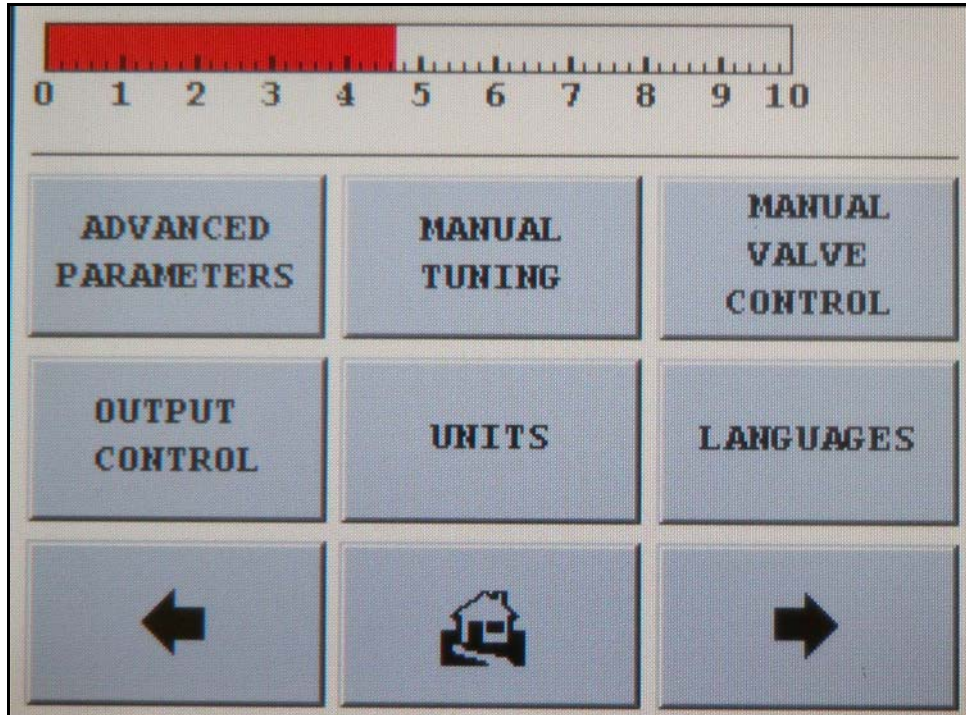 0 1 2 3 4 5 6 7 8 9 10
ADVANCED
PARAMETERS
MANUAL
TUNING
MANUAL
VALVE
CONTROL
OUTPUT
CONTROL
UNITS
LANGUAGES